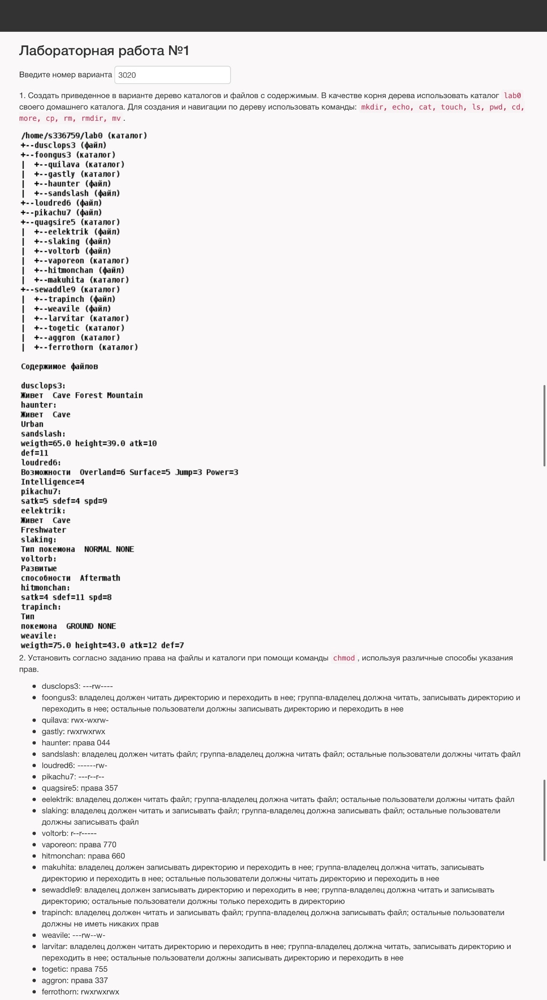 Лабораторная работа №1
Введите номер варианта 3020
1. Создать приведенное в варианте дерево каталогов и файлов с содержимым. В качестве корня дерева использовать каталог lab0
своего домашнего каталога. Для создания и навигации по дереву использовать команды: mkdir, echo, cat, touch, ls, pwd, cd,
more, cp, rm, rmdir, mv.
/home/s336759/lab0 (каталог)
+--dusclops3 (файл)
+--foongus3 (каталог)
|  +--quilava (каталог)
|  +--gastly (каталог)
|  +--haunter (файл)
|  +--sandslash (файл)
+--loudred6 (файл)
+--pikachu7 (файл)
+--quagsire5 (каталог)
|  +--eelektrik (файл)
|  +--slaking (файл)
|  +--voltorb (файл)
|  +--vaporeon (каталог)
|  +--hitmonchan (файл)
|  +--makuhita (каталог)
+--sewaddle9 (каталог)
|  +--trapinch (файл)
|  +--weavile (файл)
|  +--larvitar (каталог)
|  +--togetic (каталог)
|  +--aggron (каталог)
|  +--ferrothorn (каталог)
Содержимое файлов
dusclops3:
Живет  Cave Forest Mountain
haunter:
Живет  Cave
Urban
sandslash:
weigth=65.0 height=39.0 atk=10
def=11
loudred6:
Возможности  Overland=6 Surface=5 Jump=3 Power=3
Intelligence=4
pikachu7:
satk=5 sdef=4 spd=9
eelektrik:
Живет  Cave
Freshwater
slaking:
Тип покемона  NORMAL NONE
voltorb:
Развитые
способности  Aftermath
hitmonchan:
satk=4 sdef=11 spd=8
trapinch:
Тип
покемона  GROUND NONE
weavile:
weigth=75.0 height=43.0 atk=12 def=7
2. Установить согласно заданию права на файлы и каталоги при помощи команды chmod, используя различные способы указания
прав.
• dusclops3: ---rw----
• foongus3: владелец должен читать директорию и переходить в нее; группа-владелец должна читать, записывать директорию и
переходить в нее; остальные пользователи должны записывать директорию и переходить в нее
• quilava: rwx-wxrw-
• gastly: rwxrwxrwx
• haunter: права 044
• sandslash: владелец должен читать файл; группа-владелец должна читать файл; остальные пользователи должны читать файл
• loudred6: ------rw-
• pikachu7: ---r--r--
• quagsire5: права 357
• eelektrik: владелец должен читать файл; группа-владелец должна читать файл; остальные пользователи должны читать файл
• slaking: владелец должен читать и записывать файл; группа-владелец должна записывать файл; остальные пользователи
должны записывать файл
• voltorb: r--r-----
• vaporeon: права 770
• hitmonchan: права 660
• makuhita: владелец должен записывать директорию и переходить в нее; группа-владелец должна читать, записывать
директорию и переходить в нее; остальные пользователи должны читать директорию и переходить в нее
• sewaddle9: владелец должен записывать директорию и переходить в нее; группа-владелец должна читать и записывать
директорию; остальные пользователи должны только переходить в директорию
• trapinch: владелец должен читать и записывать файл; группа-владелец должна записывать файл; остальные пользователи
должны не иметь никаких прав
• weavile: ---rw--w-
• larvitar: владелец должен читать директорию и переходить в нее; группа-владелец должна читать, записывать директорию и
переходить в нее; остальные пользователи должны записывать директорию и переходить в нее
• togetic: права 755
• aggron: права 337
• ferrothorn: rwxrwxrwx